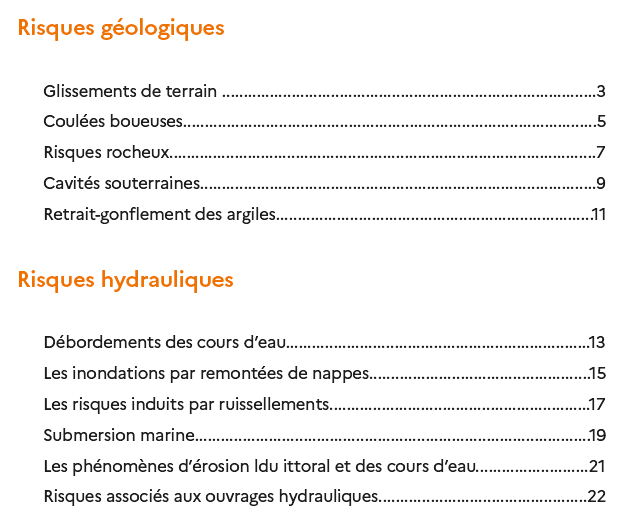 Risques géologiques
Glissements de terrain ........................................................................................3
Coulées boueuses................................................................................................5
Risques rocheux...................................................................................................7
Cavités souterraines............................................................................................9
Retrait-gonflement des argiles..........................................................................11
Risques hydrauliques
Débordements des cours d'eau......................................................................13
Les inondations par remontées de nappes...................................................15
Les risques induits par ruissellements............................................................17
Submersion marine...........................................................................................19
Les phénomènes d'érosion ldu ittoral et des cours d'eau..........................21
Risques associés aux ouvrages hydrauliques................................................22